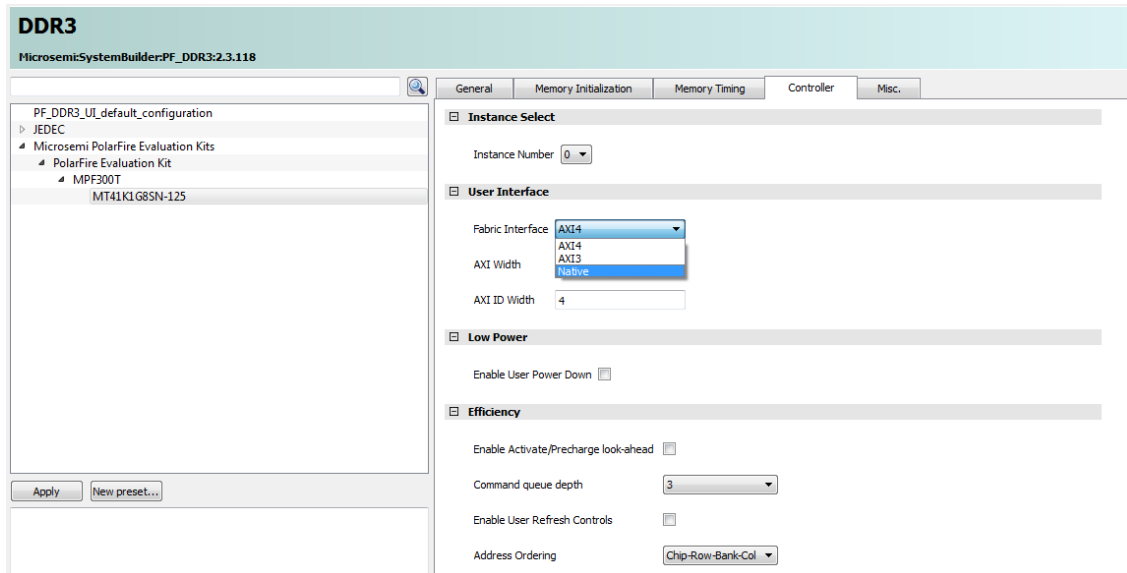 DDR3
Microsemi:SystemBuilder:PF_DDR3:2.3.118
PF_DDR3_UI_default_configuration
JEDEC
Microsemi PolarFire Evaluation Kits
PolarFire Evaluation Kit
MPF300T
MT41K1G8SN-125
Apply New preset...
General Memory Initialization Memory Timing Controller Misc.
Instance Select
Instance Number 0
User Interface
Fabric Interface AXI4
AXI4
AXI3
Native
AXI Width
AXI ID Width 4
Low Power
Enable User Power Down
Efficiency
Enable Activate/Precharge look-ahead
Command queue depth 3
Enable User Refresh Controls
Address Ordering Chip-Row-Bank-Col